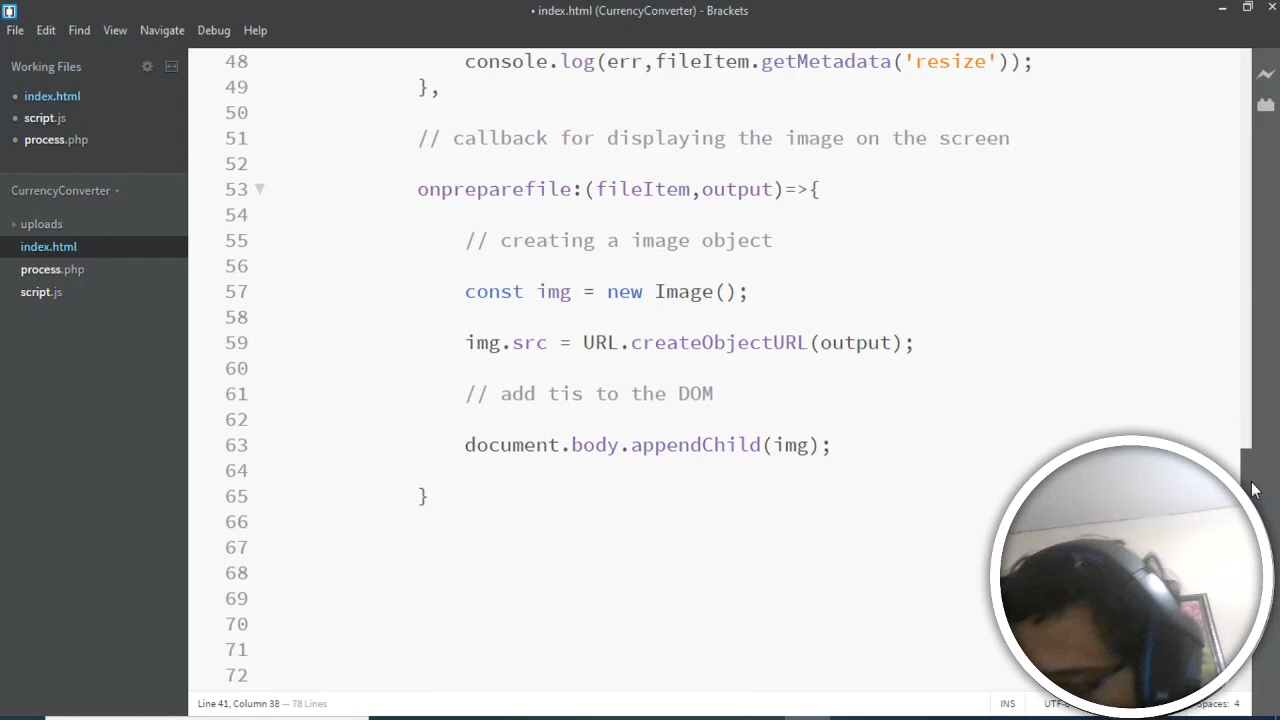 • index.html (CurrencyConverter) - Brackets
File Edit Find View Navigate Debug Help
Working Files
• index.html
• script.js
• process.php
CurrencyConverter
uploads
index.html
process.php
script.js
48 console.log(err,fileItem.getMetadata('resize'));
49 },
50
51 // callback for displaying the image on the screen
52
53 onpreparefile:(fileItem,output)=>{
54
55 // creating a image object
56
57 const img = new Image();
58
59 img.src = URL.createObjectURL(output);
60
61 // add tis to the DOM
62
63 document.body.appendChild(img);
64
65 }
66
67
68
69
70
71
72
Line 41, Column 38 — 78 Lines
INS Spaces: 4